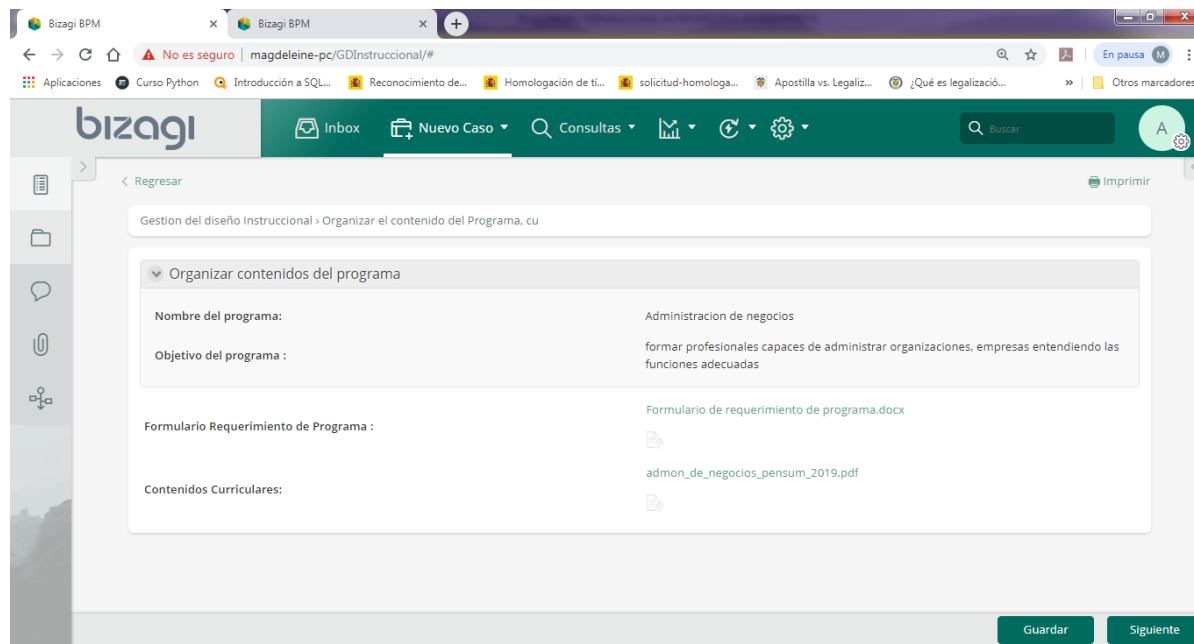 Bizagi BPM
Bizagi BPM
No es seguro | magdeleine-pc/GDInstruccional/#
En pausa M
Aplicaciones Curso Python Introducción a SQL... Reconocimiento de... Homologación de tí... solicitud-homologa... Apostilla vs. Legaliz... ¿Qué es legalizació... » Otros marcadores
bizagi
Inbox Nuevo Caso Consultas Buscar A
Regresar
Imprimir
Gestion del diseño Instruccional › Organizar el contenido del Programa, cu
Organizar contenidos del programa
Nombre del programa: Administracion de negocios
Objetivo del programa : formar profesionales capaces de administrar organizaciones, empresas entendiendo las
funciones adecuadas
Formulario Requerimiento de Programa : Formulario de requerimiento de programa.docx
Contenidos Curriculares: admon_de_negocios_pensum_2019.pdf
Guardar Siguiente